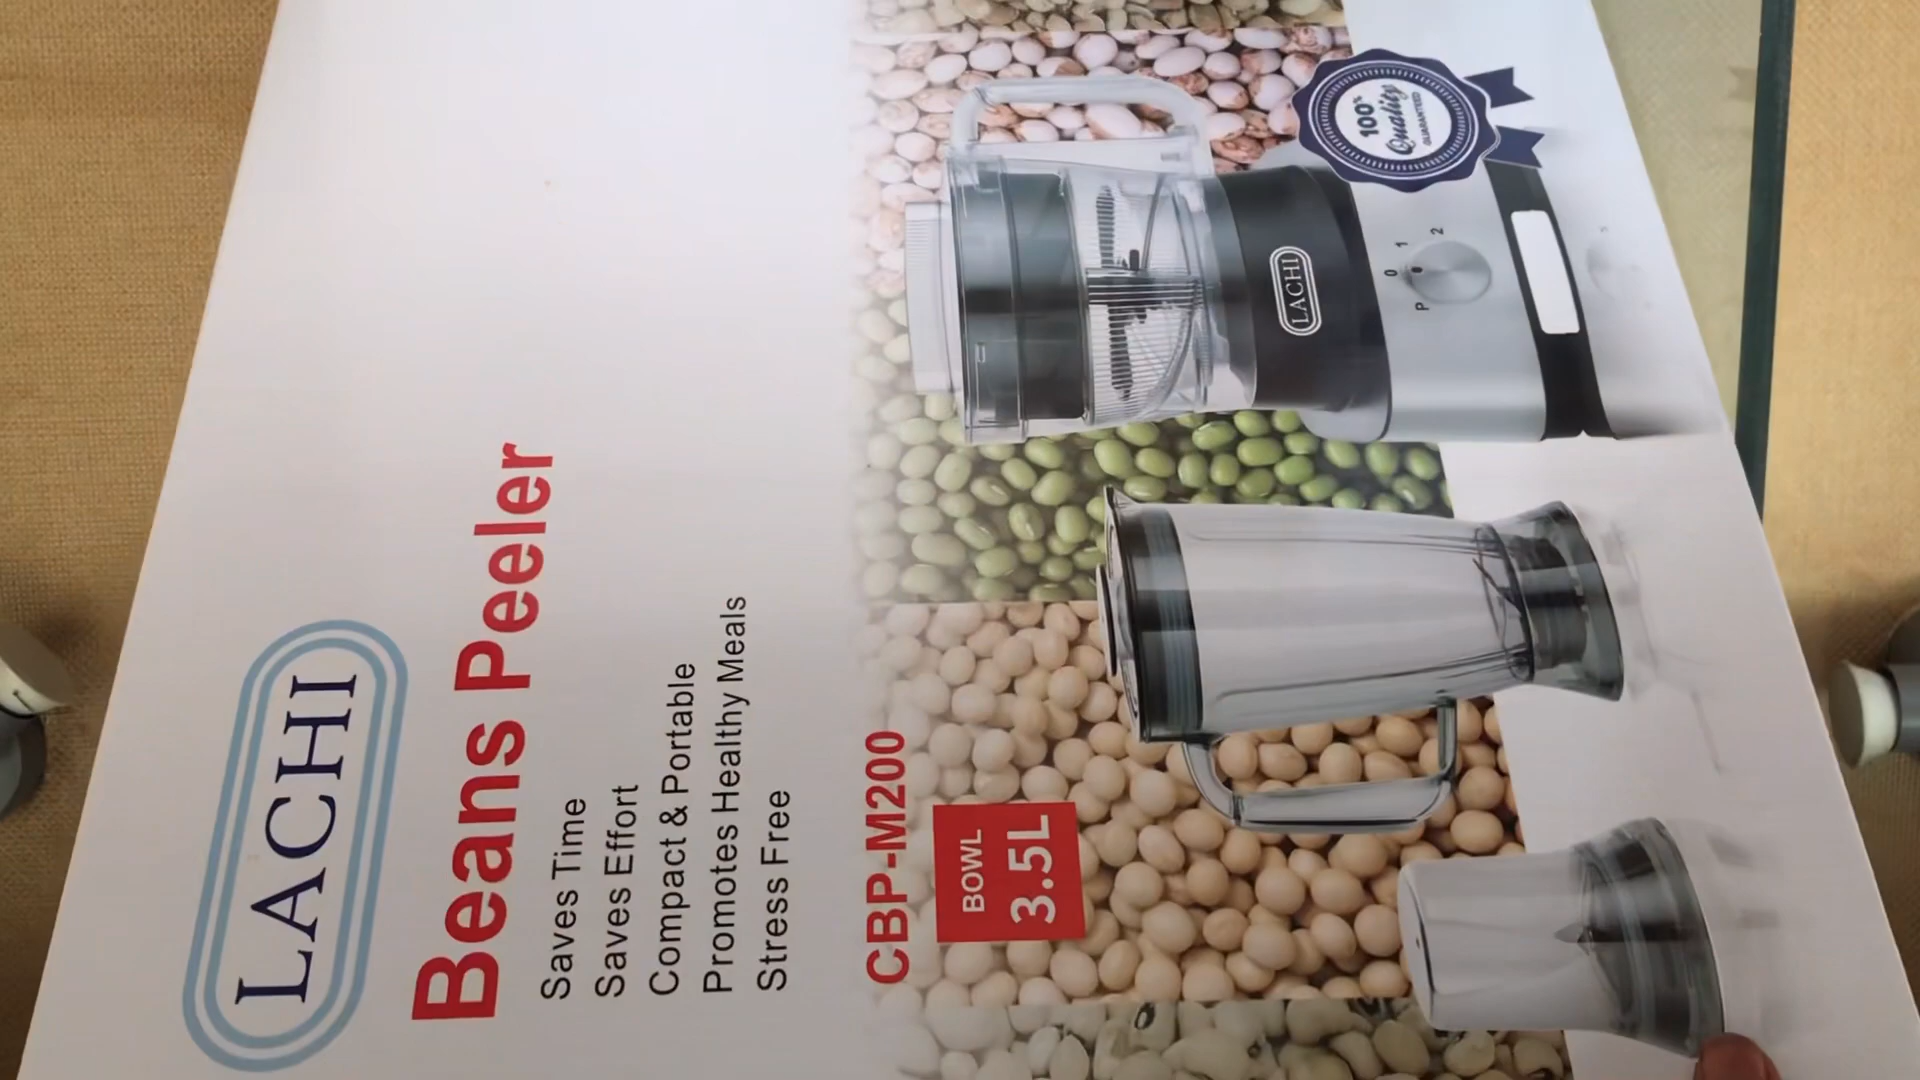 LACHI
Beans Peeler
Saves Time
Saves Effort
Compact & Portable
Promotes Healthy Meals
Stress Free
CBP-M200
BOWL
3.5L
100%
Quality
GUARANTEED
LACHI
P 0 1 2